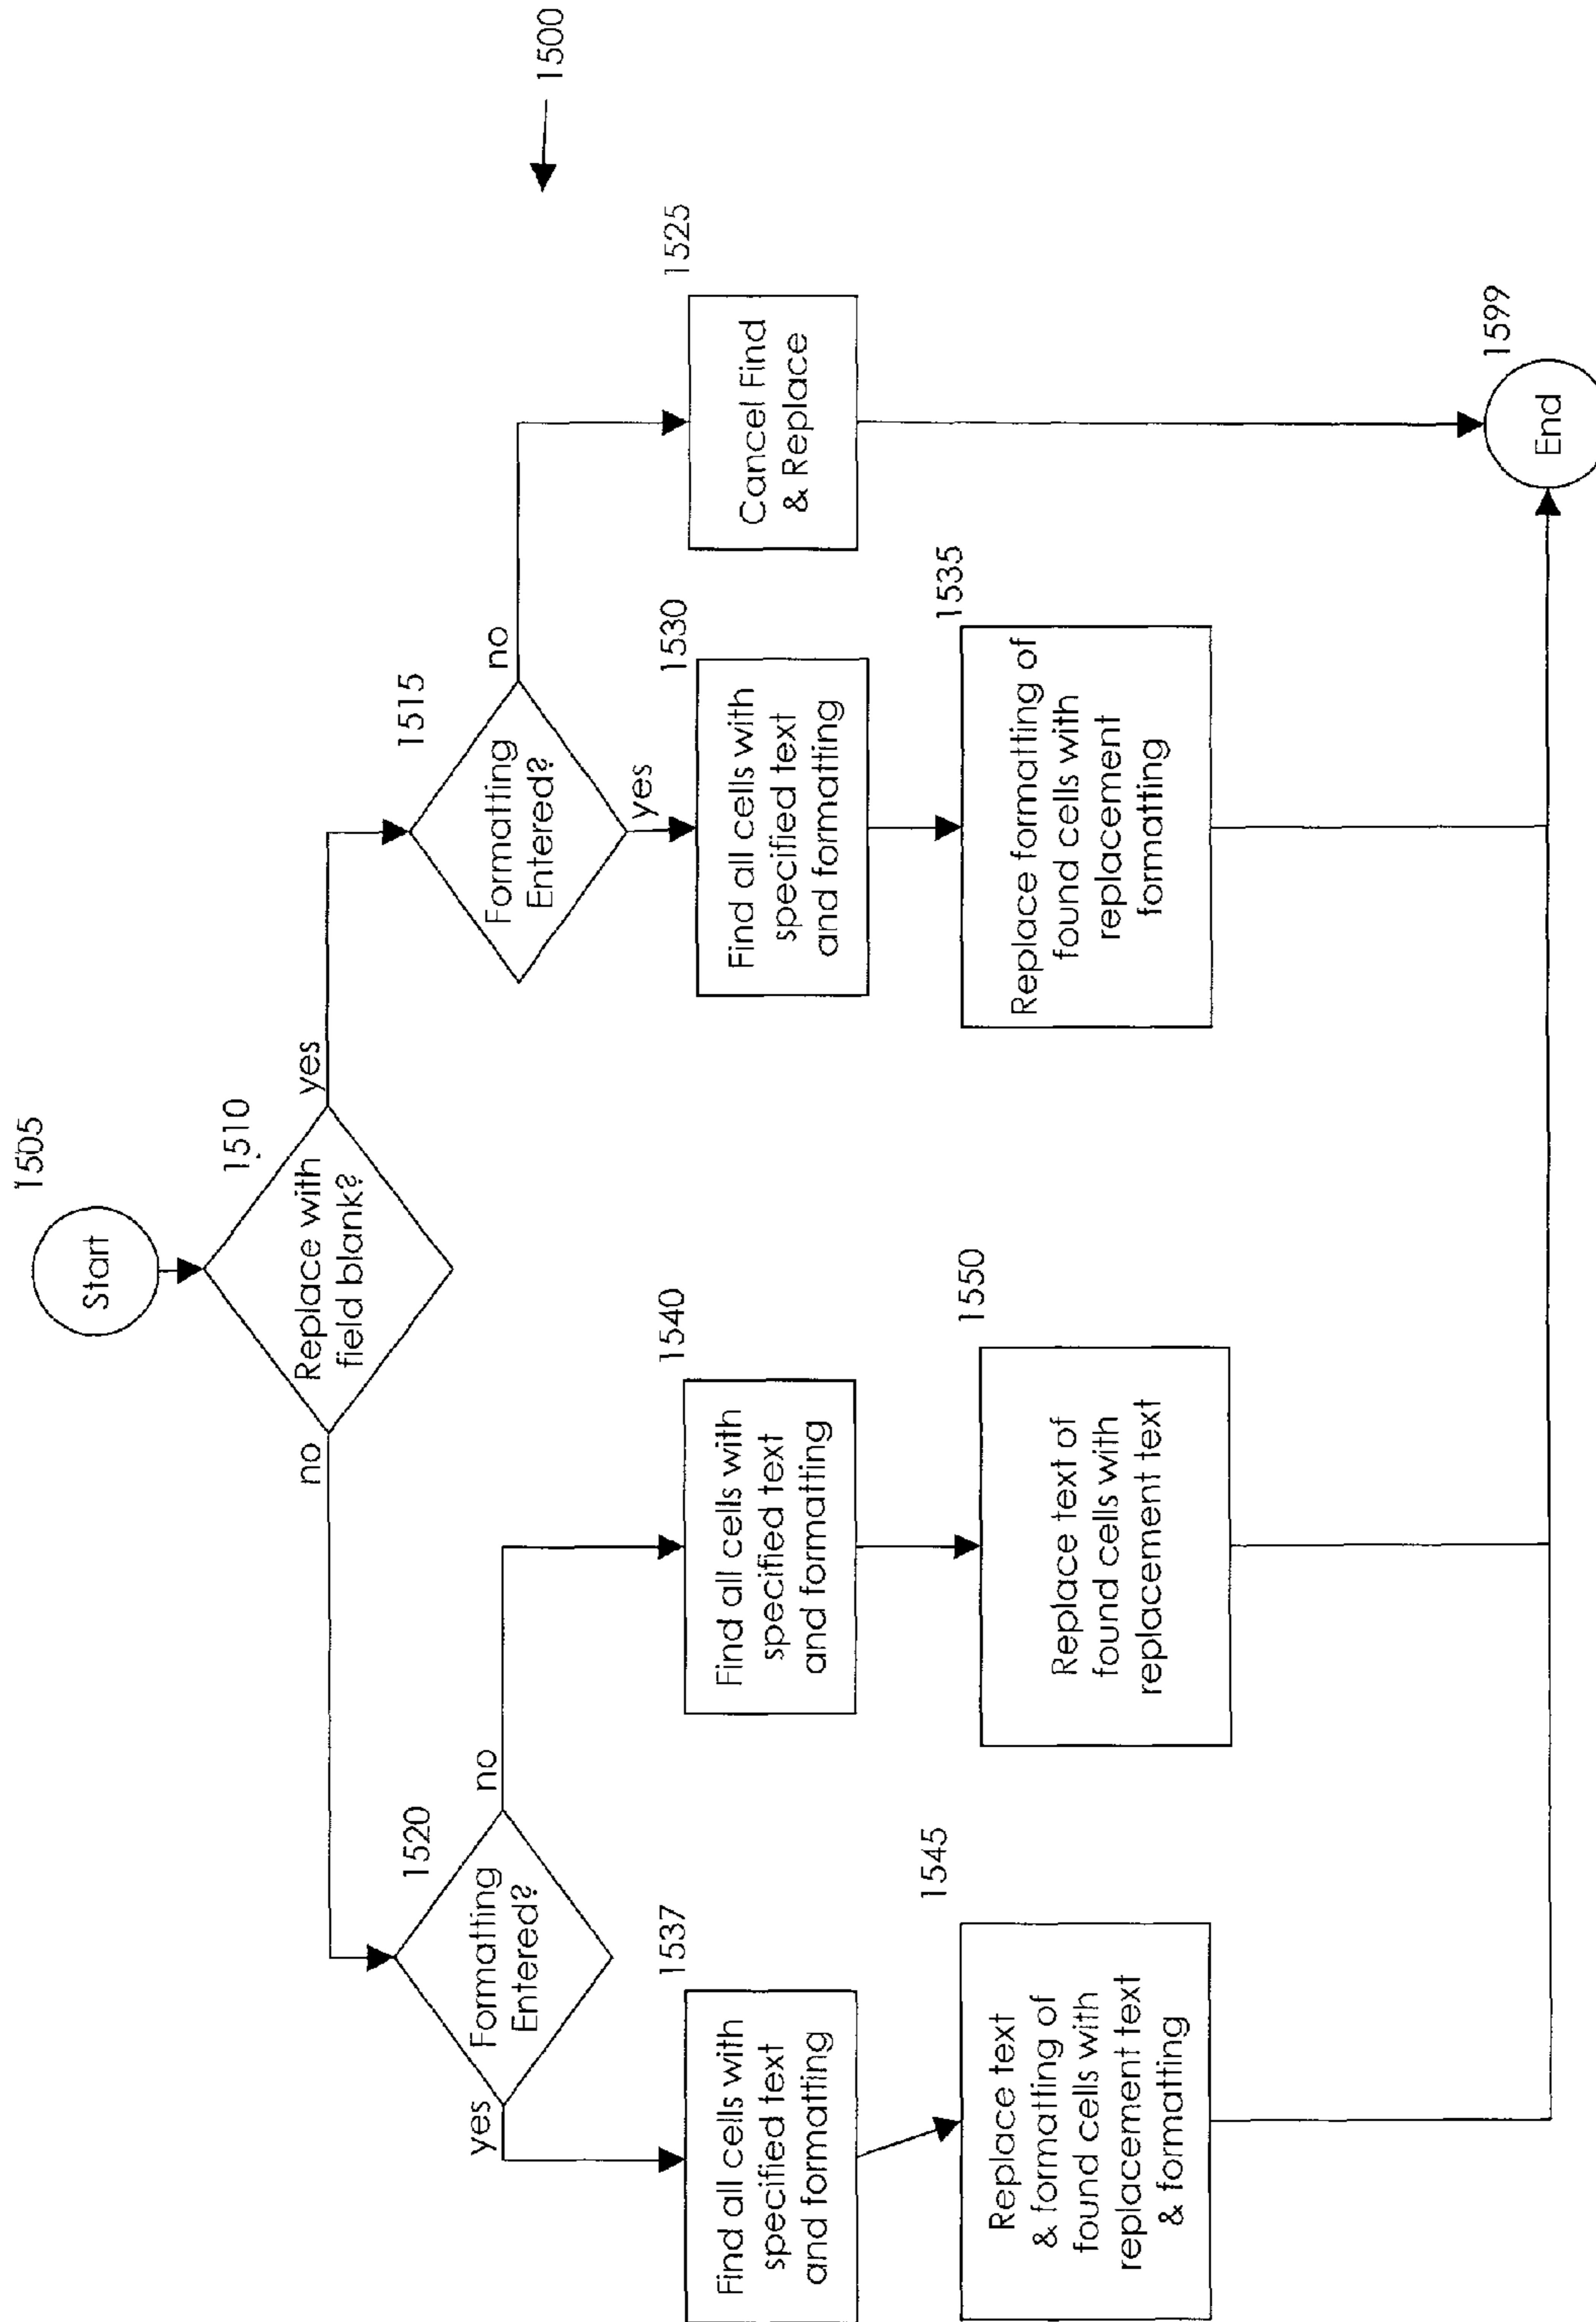 1505
Start
1510
Replace with
field blank?
no
yes
1520
Formatting
Entered?
yes
no
1515
Formatting
Entered?
yes
no
1500
1537
Find all cells with
specified text
and formatting
1540
Find all cells with
specified text
and formatting
1530
Find all cells with
specified text
and formatting
1525
Cancel Find
& Replace
1545
Replace text
& formatting of
found cells with
replacement text
& formatting
1550
Replace text of
found cells with
replacement text
1535
Replace formatting of
found cells with
replacement
formatting
1599
End